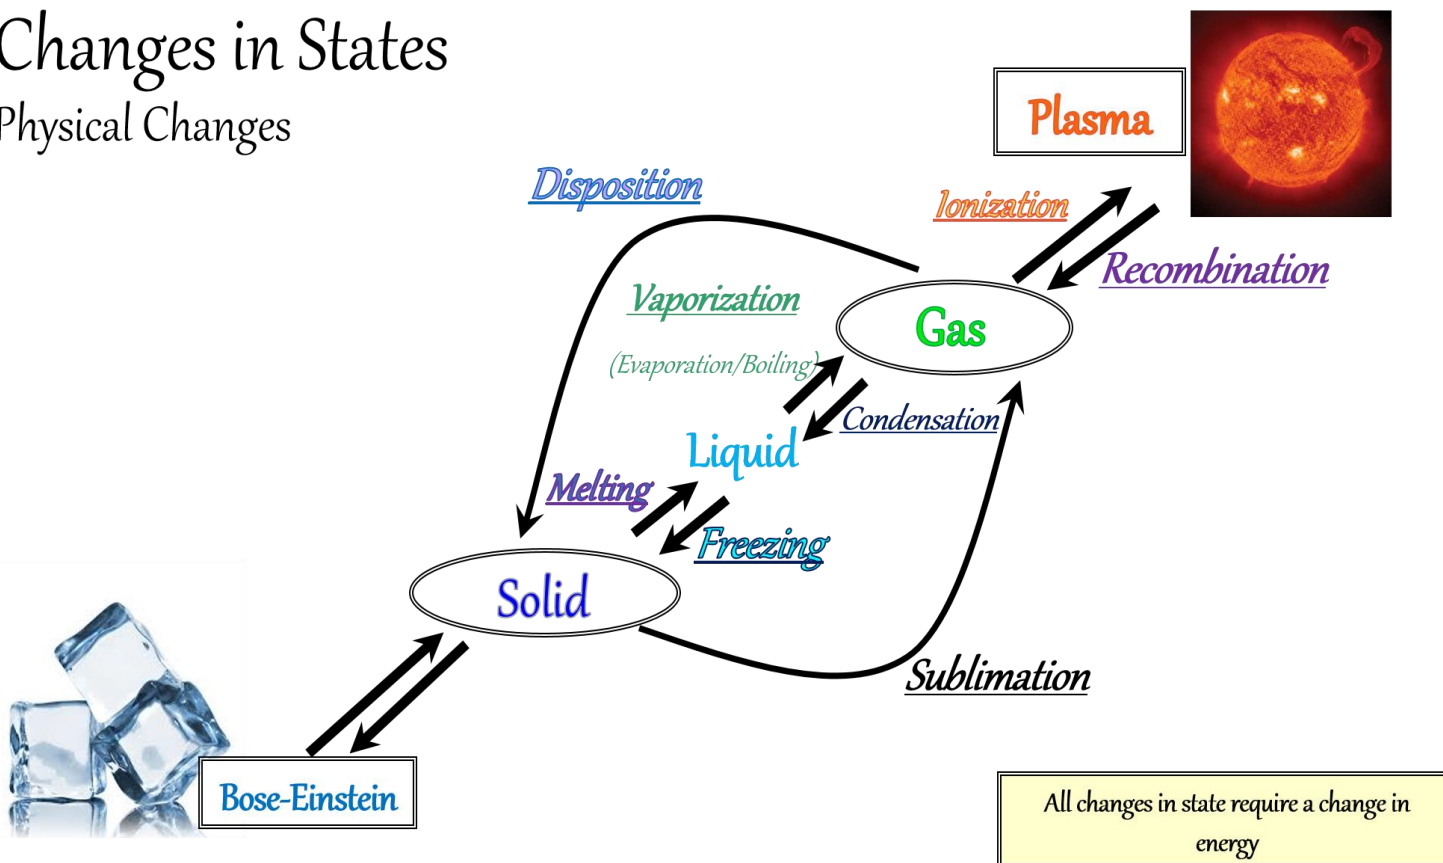 Changes in States
Physical Changes
Plasma
Disposition
Ionization
Recombination
Vaporization
Gas
(Evaporation/Boiling)
Condensation
Liquid
Melting
Freezing
Solid
Sublimation
Bose-Einstein
All changes in state require a change in
energy